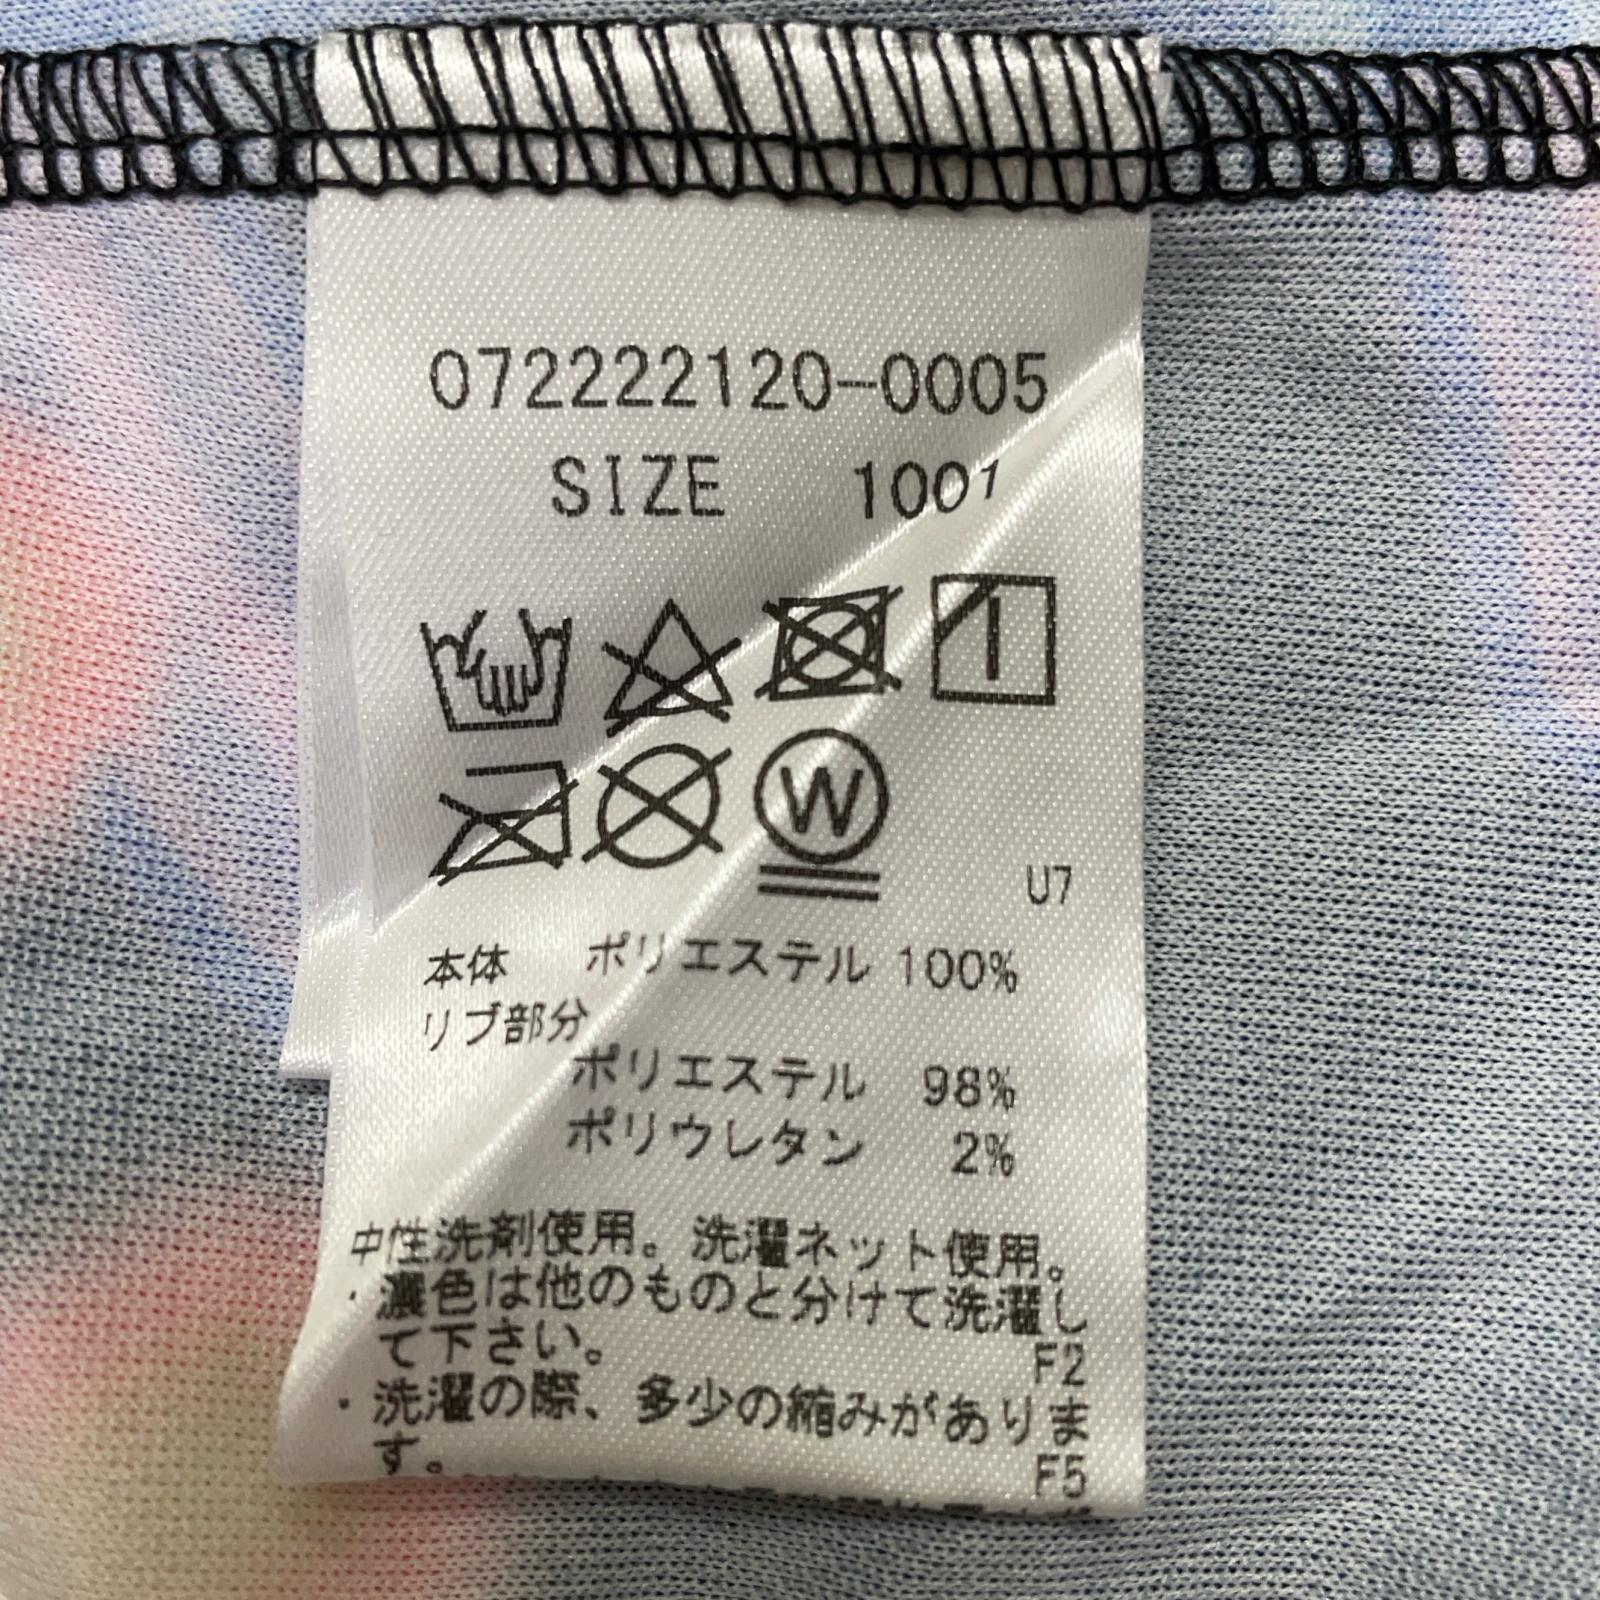 072222120-0005
SIZE 1001
W
U7
本体 ポリエステル 100%
リブ部分
ポリエステル 98%
ポリウレタン 2%
中性洗剤使用。洗濯ネット使用。
・濃色は他のものと分けて洗濯し
て下さい。
F2
・洗濯の際、多少の縮みがありま
す。
F5